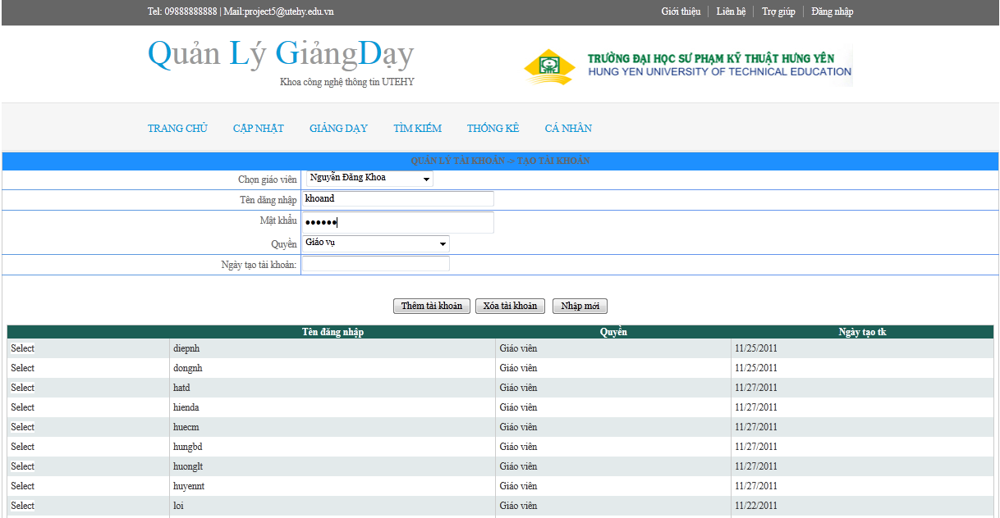 Tel: 09888888888 | Mail:project5@utehy.edu.vn Giới thiệu Liên hệ Trợ giúp Đăng nhập
Quản Lý GiảngDạy
Khoa công nghệ thông tin UTEHY
TRƯỜNG ĐẠI HỌC SƯ PHẠM KỸ THUẬT HƯNG YÊN
HUNG YEN UNIVERSITY OF TECHNICAL EDUCATION
TRANG CHỦ CẬP NHẬT GIẢNG DẠY TÌM KIẾM THỐNG KÊ CÁ NHÂN
QUẢN LÝ TÀI KHOẢN -> TẠO TÀI KHOẢN
Chọn giáo viên Nguyễn Đăng Khoa
Tên đăng nhập khoand
Mật khẩu ●●●●●●
Quyền Giáo vụ
Ngày tạo tài khoản:
Thêm tài khoản Xóa tài khoản Nhập mới
Tên đăng nhập Quyền Ngày tạo tk
Select diepnh Giáo viên 11/25/2011
Select dongnh Giáo viên 11/25/2011
Select hatd Giáo viên 11/27/2011
Select hienda Giáo viên 11/27/2011
Select huecm Giáo viên 11/27/2011
Select hungbd Giáo viên 11/27/2011
Select huonglt Giáo viên 11/27/2011
Select huyennt Giáo viên 11/27/2011
Select loi Giáo viên 11/22/2011